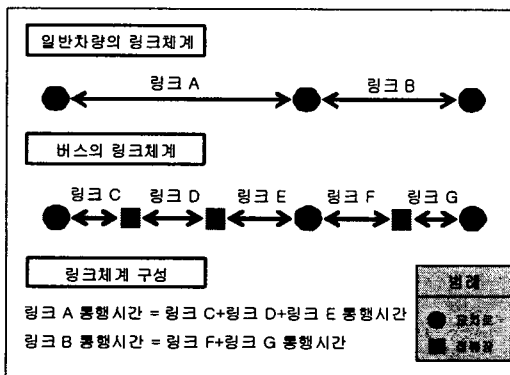 일반차량의 링크체계
링크 A 링크 B
버스의 링크체계
링크 C 링크 D 링크 E 링크 F 링크 G
링크체계 구성
범례
링크 A 통행시간 = 링크 C+링크 D+링크 E 통행시간
링크 B 통행시간 = 링크 F+링크 G 통행시간